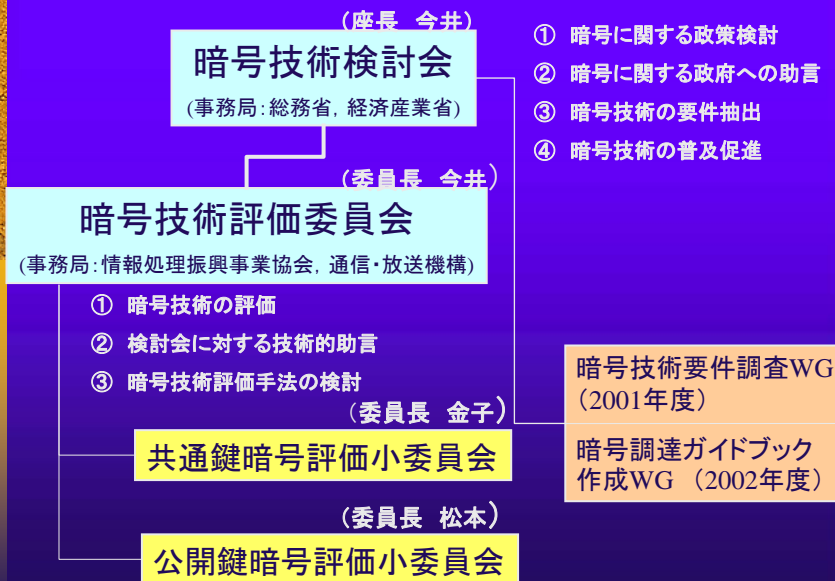 (座長 今井)
暗号技術検討会
(事務局:総務省, 経済産業省)
① 暗号に関する政策検討
② 暗号に関する政府への助言
③ 暗号技術の要件抽出
④ 暗号技術の普及促進
(委員長 今井)
暗号技術評価委員会
(事務局:情報処理振興事業協会, 通信・放送機構)
① 暗号技術の評価
② 検討会に対する技術的助言
③ 暗号技術評価手法の検討
(委員長 金子)
共通鍵暗号評価小委員会
(委員長 松本)
公開鍵暗号評価小委員会
暗号技術要件調査WG
(2001年度)
暗号調達ガイドブック
作成WG (2002年度)